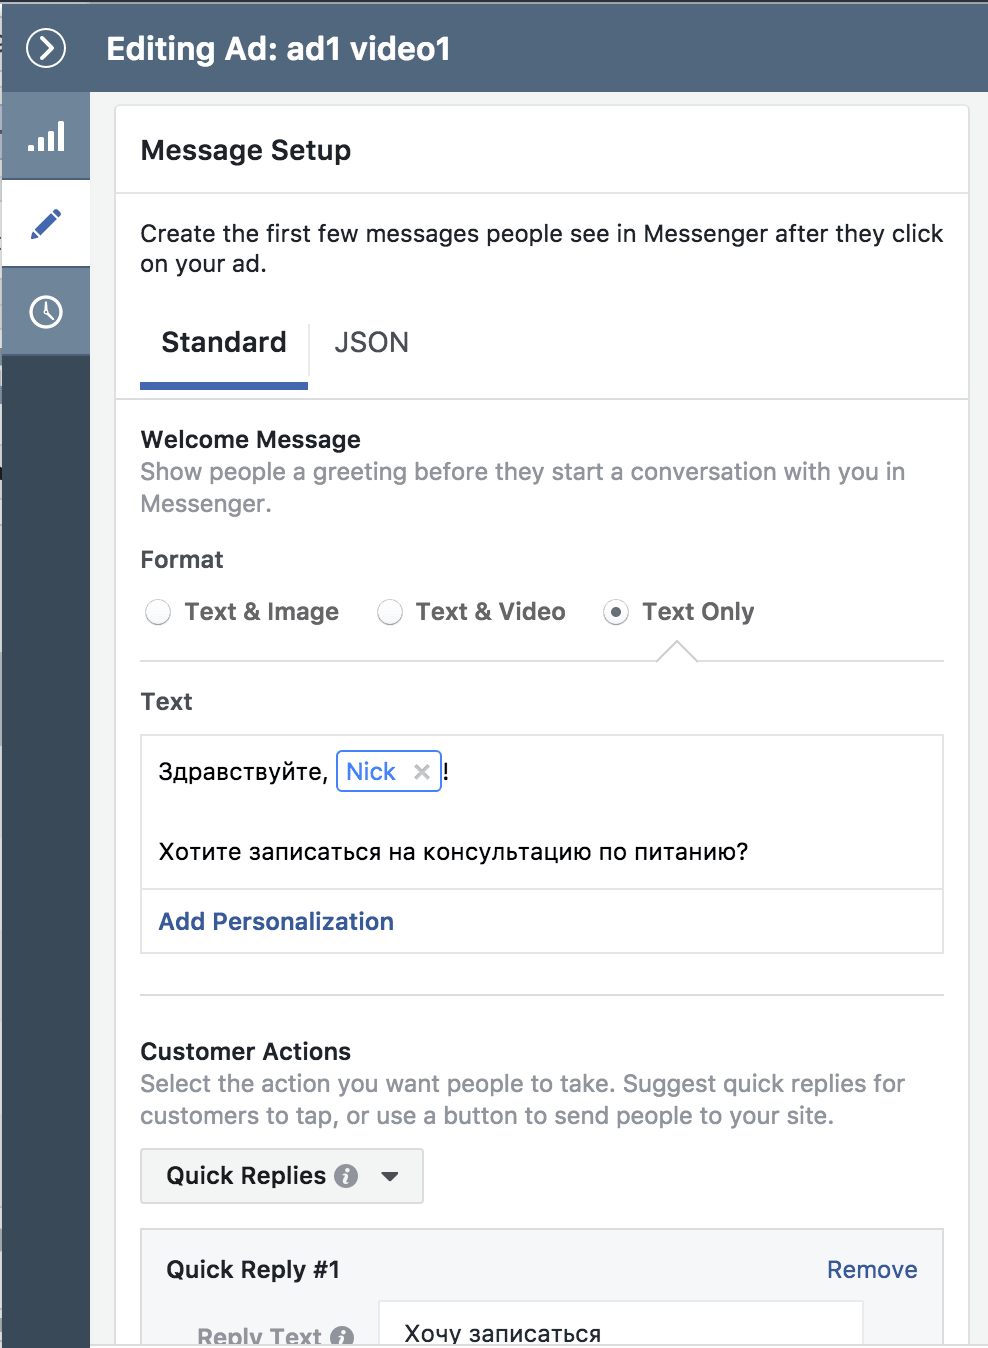 Editing Ad: ad1 video1
Message Setup
Create the first few messages people see in Messenger after they click
on your ad.
Standard JSON
Welcome Message
Show people a greeting before they start a conversation with you in
Messenger.
Format
Text & Image Text & Video Text Only
Text
Здравствуйте, Nick !
Хотите записаться на консультацию по питанию?
Add Personalization
Customer Actions
Select the action you want people to take. Suggest quick replies for
customers to tap, or use a button to send people to your site.
Quick Replies
Quick Reply #1 Remove
Reply Text Хочу записаться